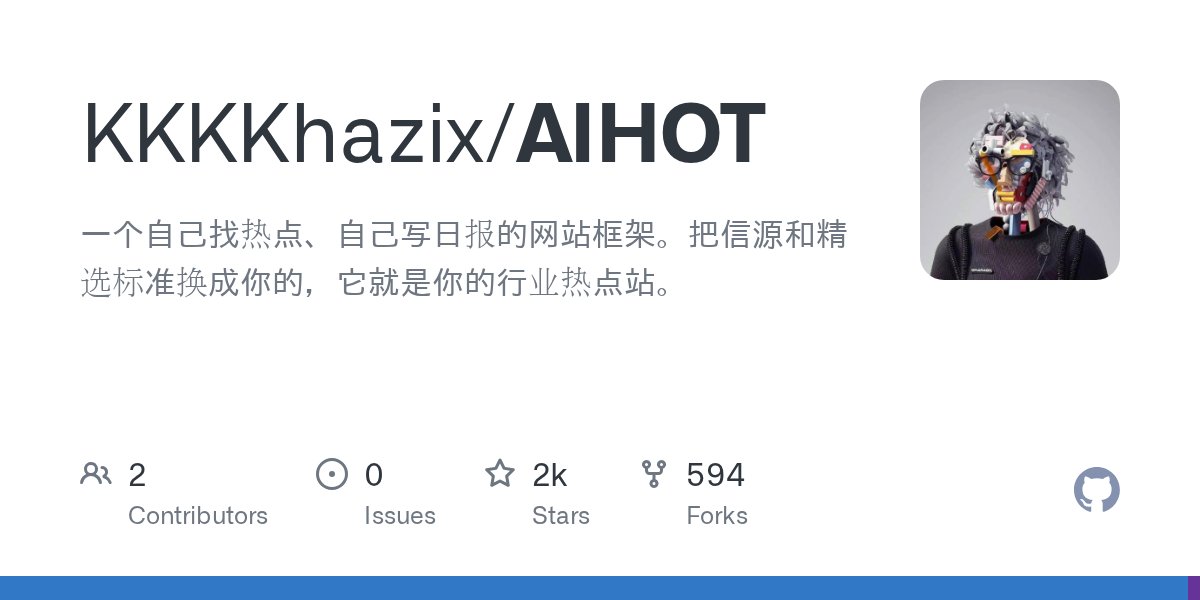 KKKKhazix/AIHOT
一个自己找热点、自己写日报的网站框架。把信源和精
选标准换成你的，它就是你的行业热点站。
2
Contributors
0
Issues
2k
Stars
594
Forks